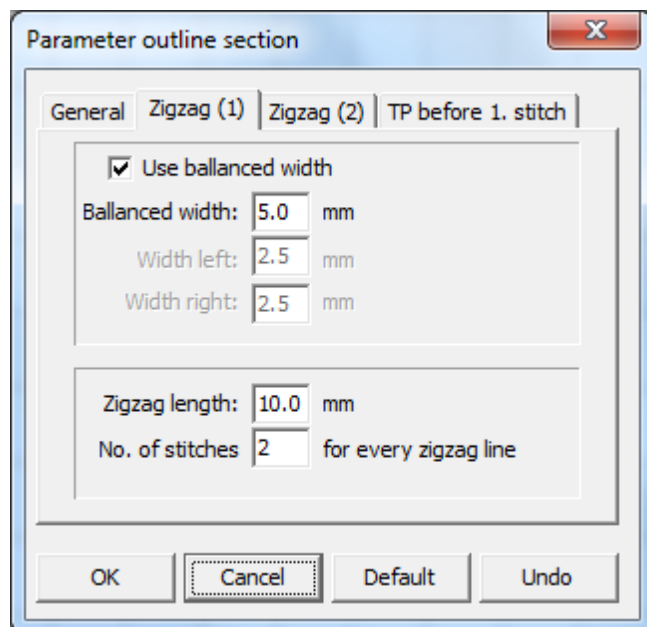 Parameter outline section
General Zigzag (1) Zigzag (2) TP before 1. stitch
Use ballanced width
Ballanced width: 5.0 mm
Width left: 2.5 mm
Width right: 2.5 mm
Zigzag length: 10.0 mm
No. of stitches 2 for every zigzag line
OK Cancel Default Undo